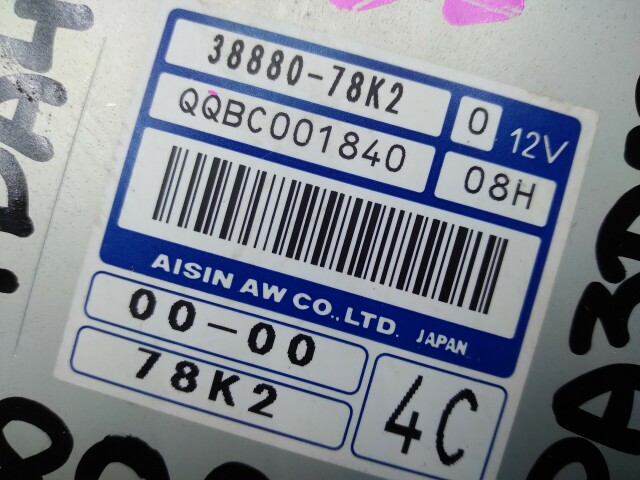 38880-78K2
0
12V
QQBC001840
08H
AISIN AW CO.,LTD. JAPAN
00-00
78K2
4C